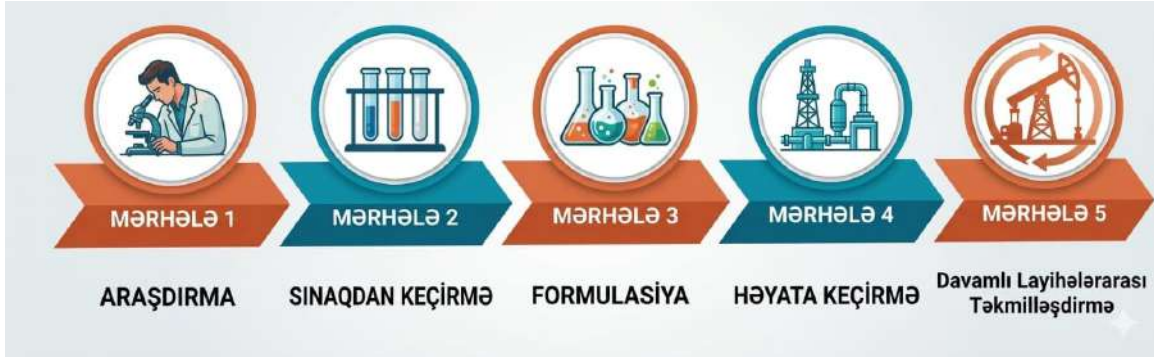 MƏRHƏLƏ 1
MƏRHƏLƏ 2
MƏRHƏLƏ 3
MƏRHƏLƏ 4
MƏRHƏLƏ 5
ARAŞDIRMA
SINAQDAN KEÇİRMƏ
FORMULASİYA
HƏYATA KEÇİRMƏ
Davamlı Layihələrarası
Təkmilləşdirmə